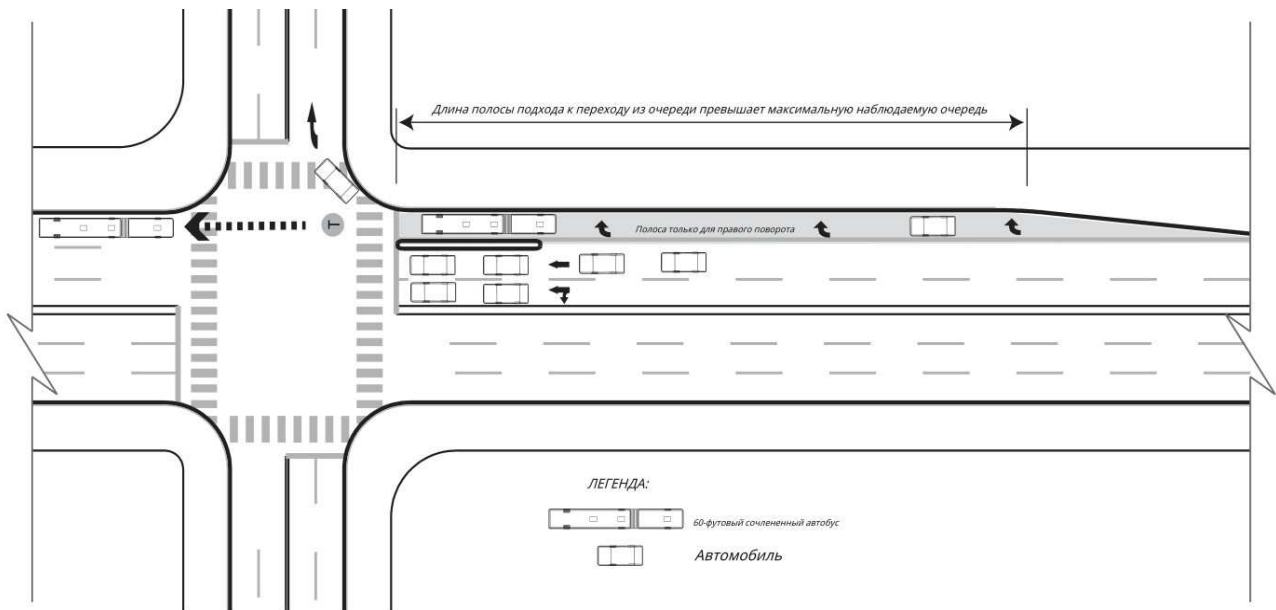 Длина полосы подхода к переходу из очереди превышает максимальную наблюдаемую очередь
T
Полоса только для правого поворота
ЛЕГЕНДА:
60-футовый сочлененный автобус
Автомобиль